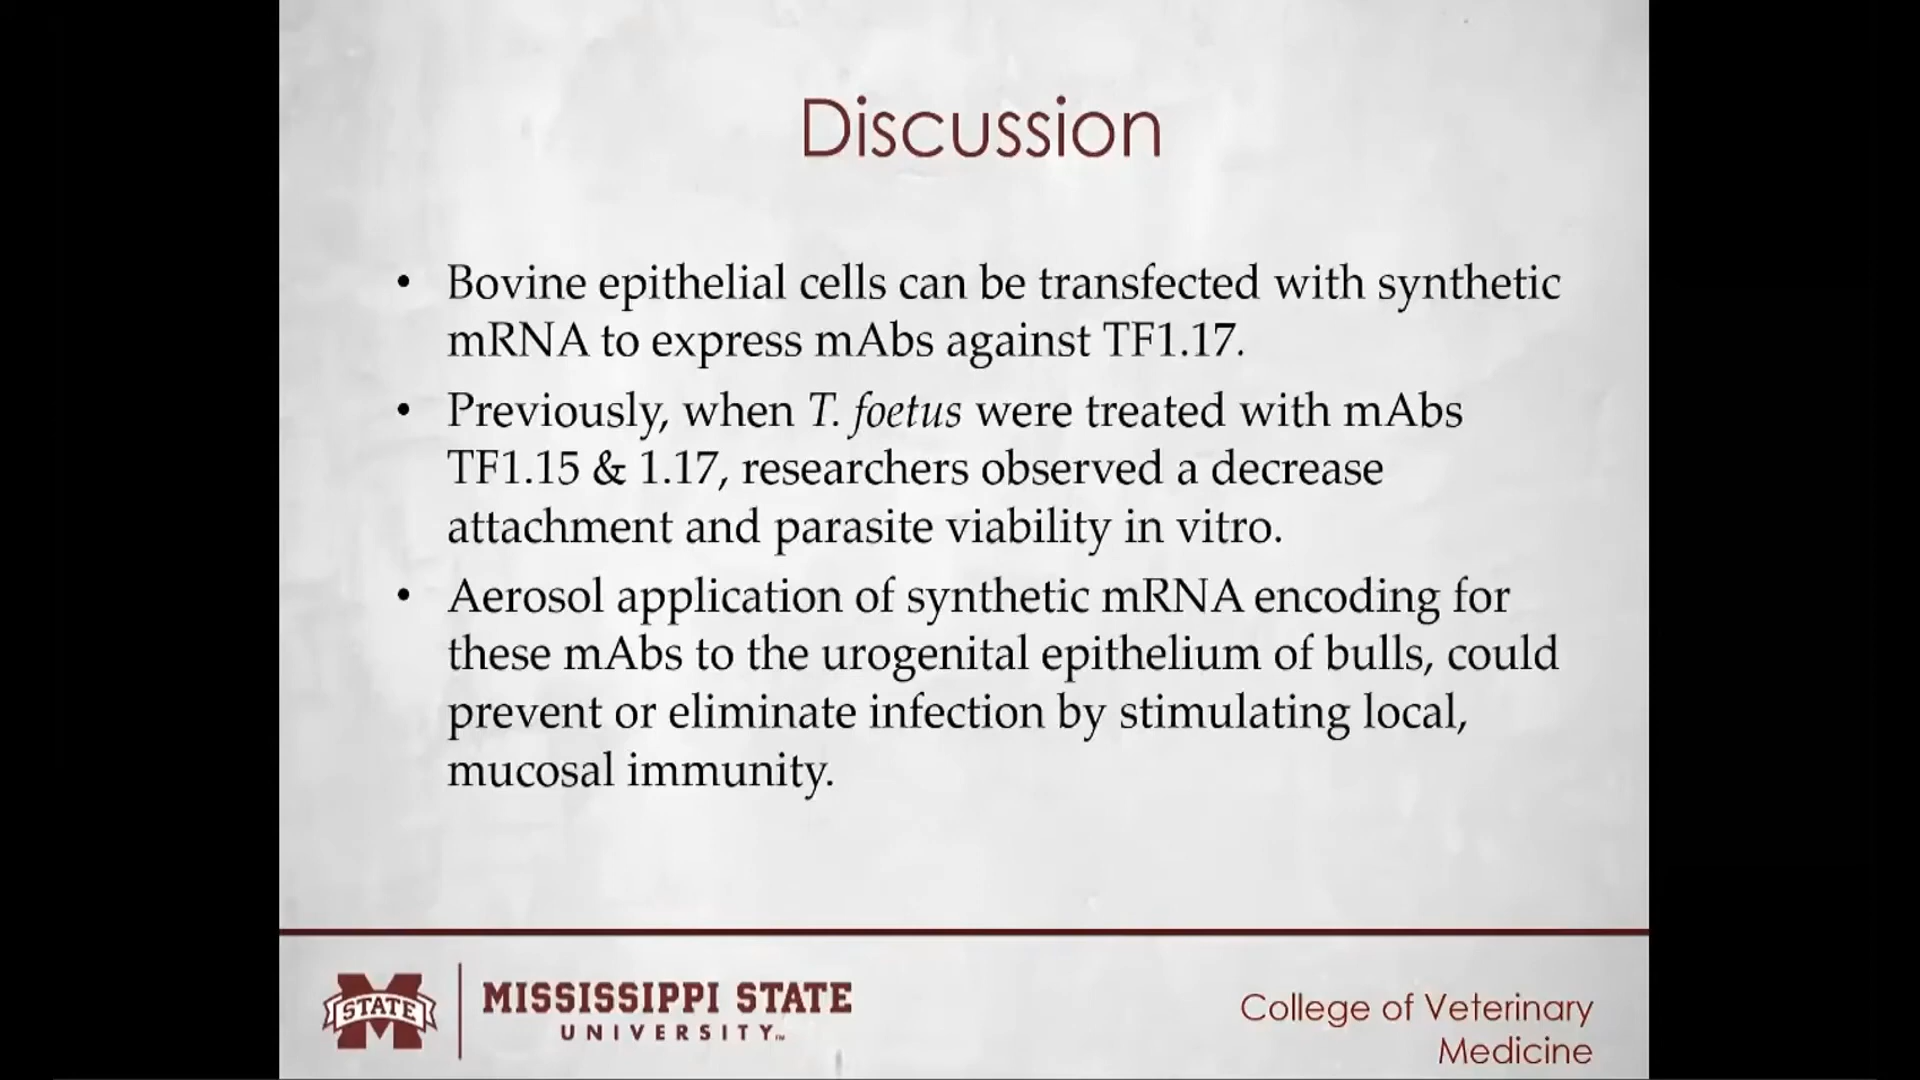 Discussion
• Bovine epithelial cells can be transfected with synthetic
mRNA to express mAbs against TF1.17.
• Previously, when T. foetus were treated with mAbs
TF1.15 & 1.17, researchers observed a decrease
attachment and parasite viability in vitro.
• Aerosol application of synthetic mRNA encoding for
these mAbs to the urogenital epithelium of bulls, could
prevent or eliminate infection by stimulating local,
mucosal immunity.
STATE
MISSISSIPPI STATE
UNIVERSITY™
College of Veterinary
Medicine